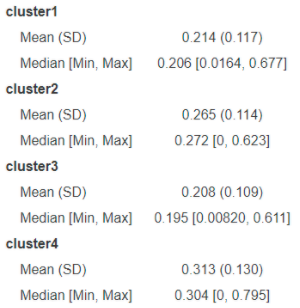 cluster1
Mean (SD) 0.214 (0.117)
Median [Min, Max] 0.206 [0.0164, 0.677]
cluster2
Mean (SD) 0.265 (0.114)
Median [Min, Max] 0.272 [0, 0.623]
cluster3
Mean (SD) 0.208 (0.109)
Median [Min, Max] 0.195 [0.00820, 0.611]
cluster4
Mean (SD) 0.313 (0.130)
Median [Min, Max] 0.304 [0, 0.795]